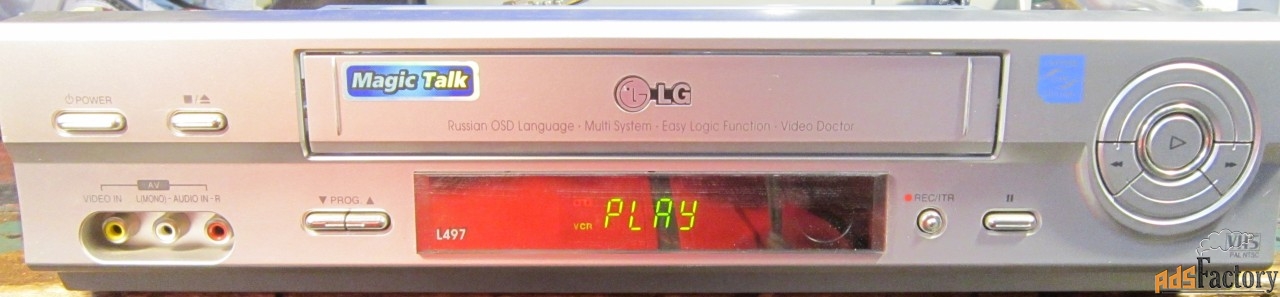 Magic Talk
LG
Russian OSD Language · Multi System · Easy Logic Function · Video Doctor
POWER
AV
VIDEO IN L(MONO) - AUDIO IN - R
PROG.
L497
VCR PLAY
REC/ITR
VHS
PAL NTSC
AdsFactory